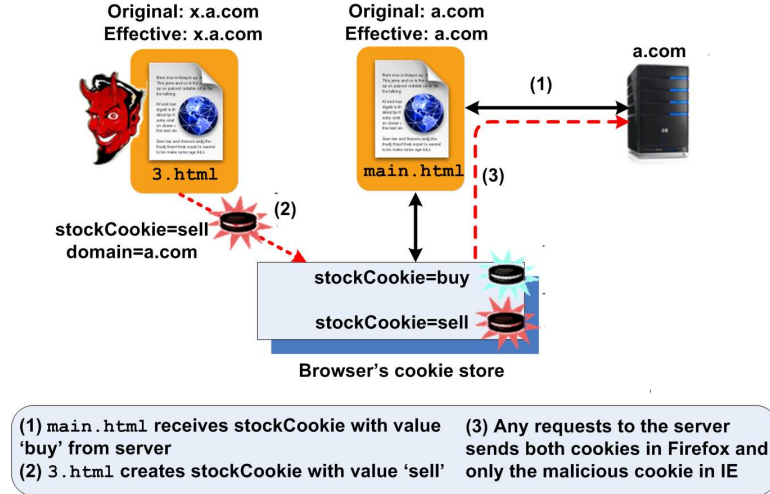 Original: x.a.com
Effective: x.a.com
Original: a.com
Effective: a.com
a.com
(1)
3.html
main.html
(3)
(2)
stockCookie=sell
domain=a.com
stockCookie=buy
stockCookie=sell
Browser's cookie store
(1) main.html receives stockCookie with value
'buy' from server
(2) 3.html creates stockCookie with value 'sell'
(3) Any requests to the server
sends both cookies in Firefox and
only the malicious cookie in IE